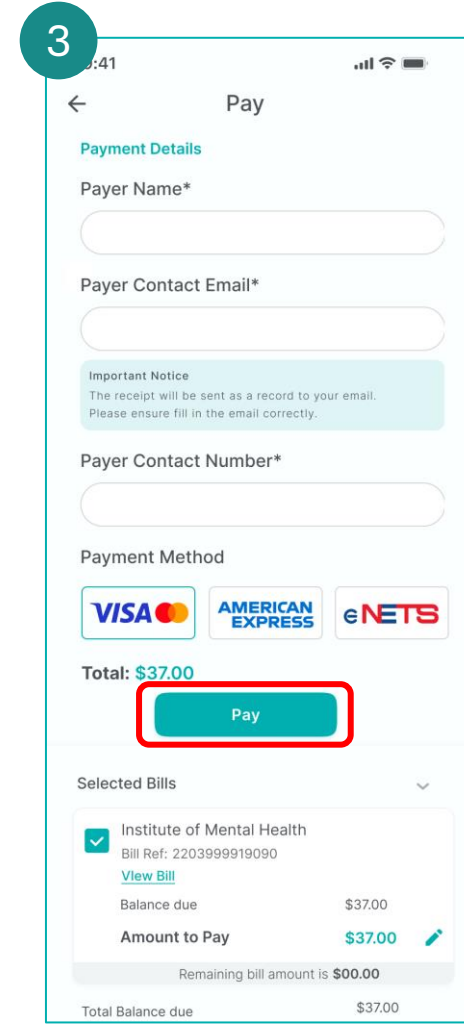 3
9:41
Pay
Payment Details
Payer Name*
Payer Contact Email*
Important Notice
The receipt will be sent as a record to your email.
Please ensure fill in the email correctly.
Payer Contact Number*
Payment Method
VISA
AMERICAN
EXPRESS
eNETS
Total: $37.00
Pay
Selected Bills
Institute of Mental Health
Bill Ref: 2203999919090
VIew Bill
Balance due $37.00
Amount to Pay $37.00
Remaining bill amount is $00.00
Total Balance due $37.00